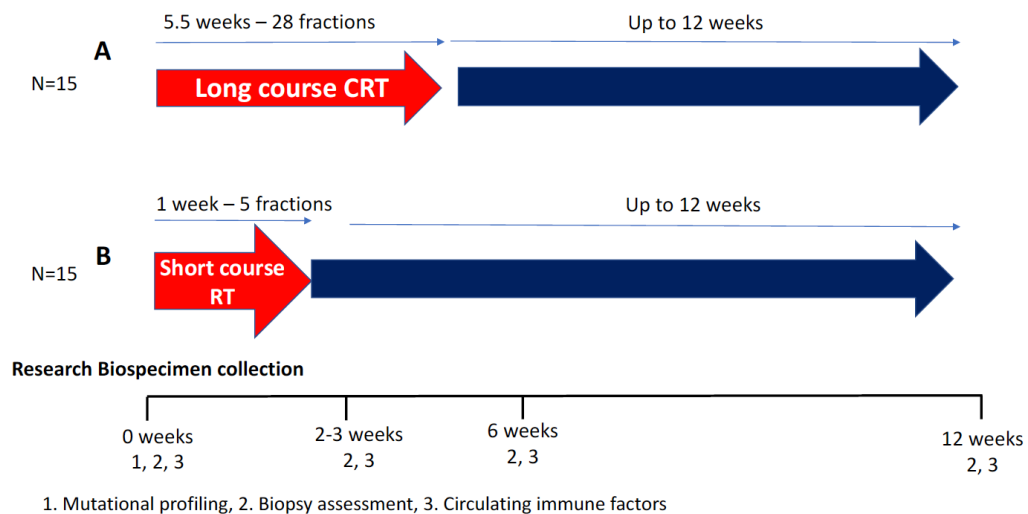 5.5 weeks – 28 fractions
Up to 12 weeks
A
N=15
Long course CRT
1 week – 5 fractions
Up to 12 weeks
B
N=15
Short course
RT
Research Biospecimen collection
0 weeks
1, 2, 3
2-3 weeks
2, 3
6 weeks
2, 3
12 weeks
2, 3
1. Mutational profiling, 2. Biopsy assessment, 3. Circulating immune factors